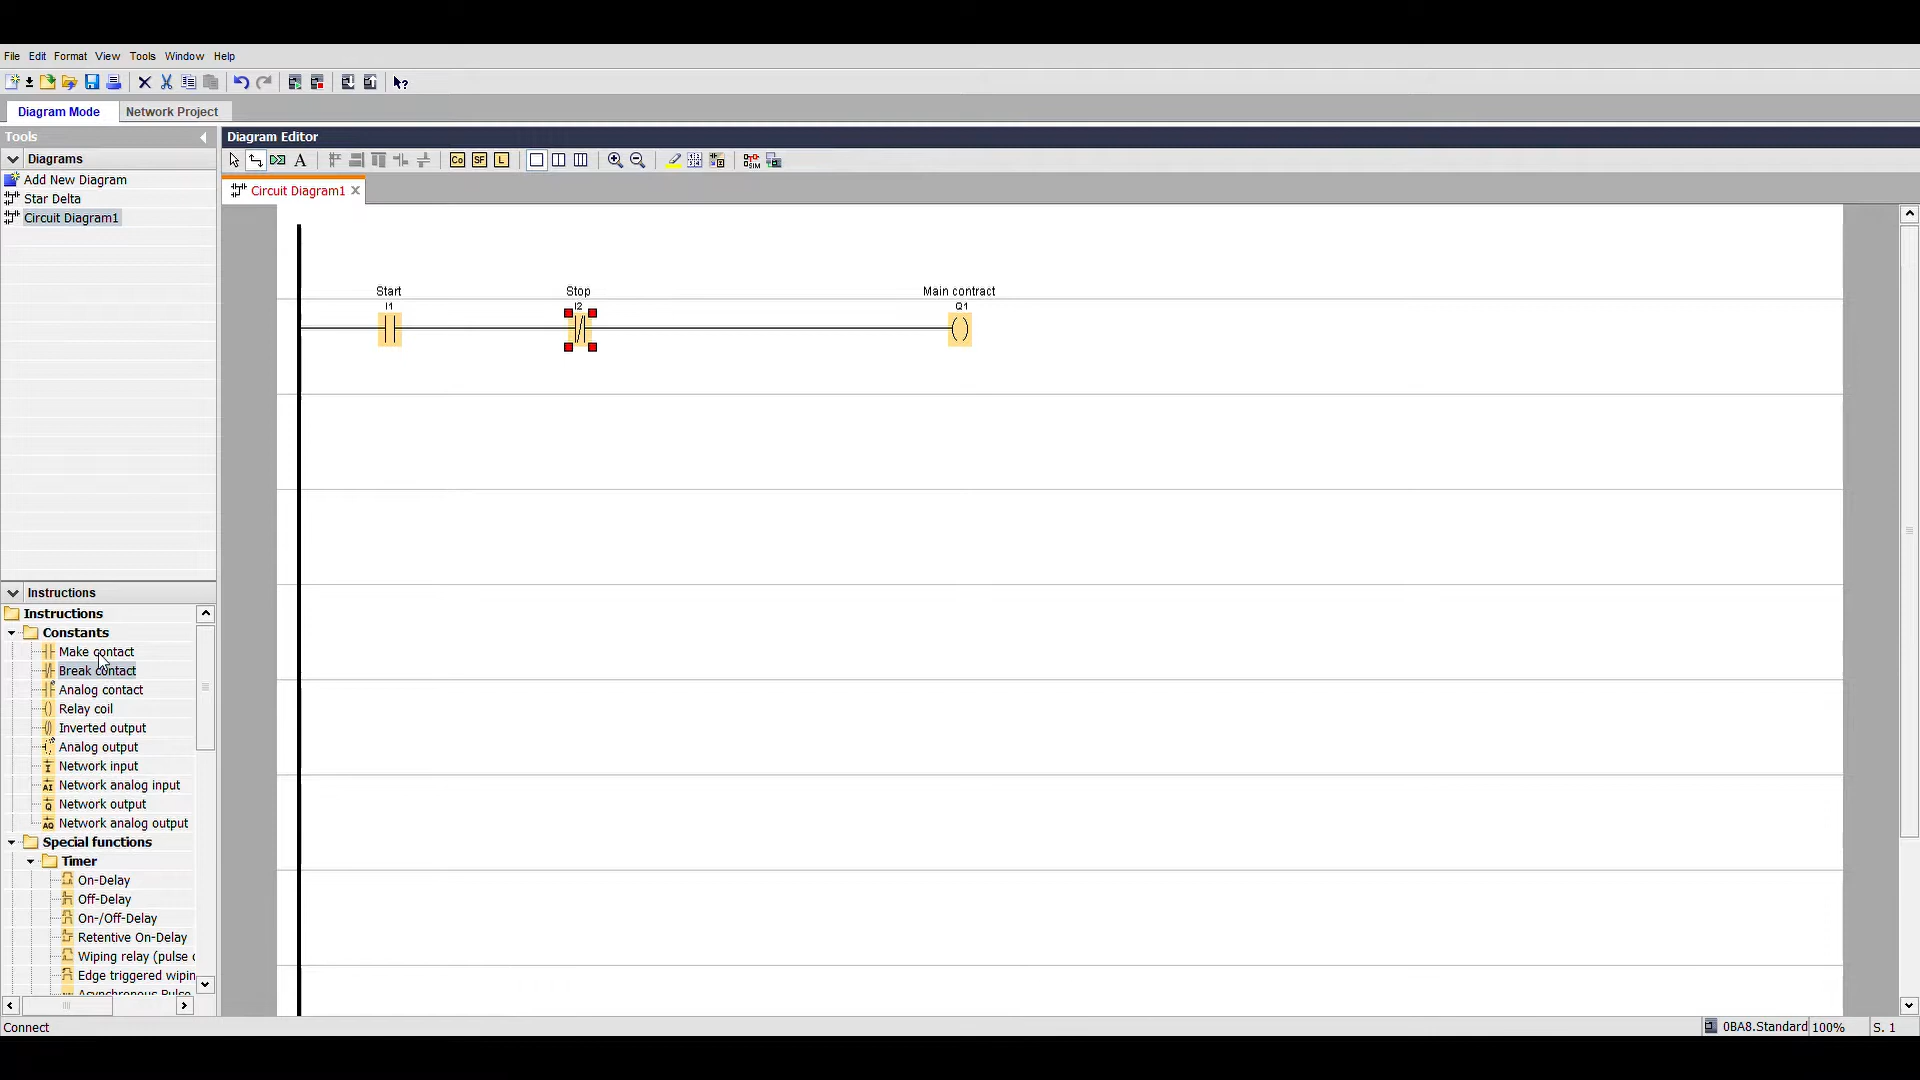 File Edit Format View Tools Window Help
Diagram Mode Network Project
Tools
Diagrams
Add New Diagram
Star Delta
Circuit Diagram1
Diagram Editor
A Co SF L
Circuit Diagram1
Start Stop Main contract
I1 I2 Q1
Instructions
Instructions
Constants
Make contact
Break contact
Analog contact
Relay coil
Inverted output
Analog output
Network input
Network analog input
Network output
Network analog output
Special functions
Timer
On-Delay
Off-Delay
On-/Off-Delay
Retentive On-Delay
Wiping relay (pulse
Edge triggered wipin
Asynchronous Pulse
Connect
0BA8.Standard 100% S. 1